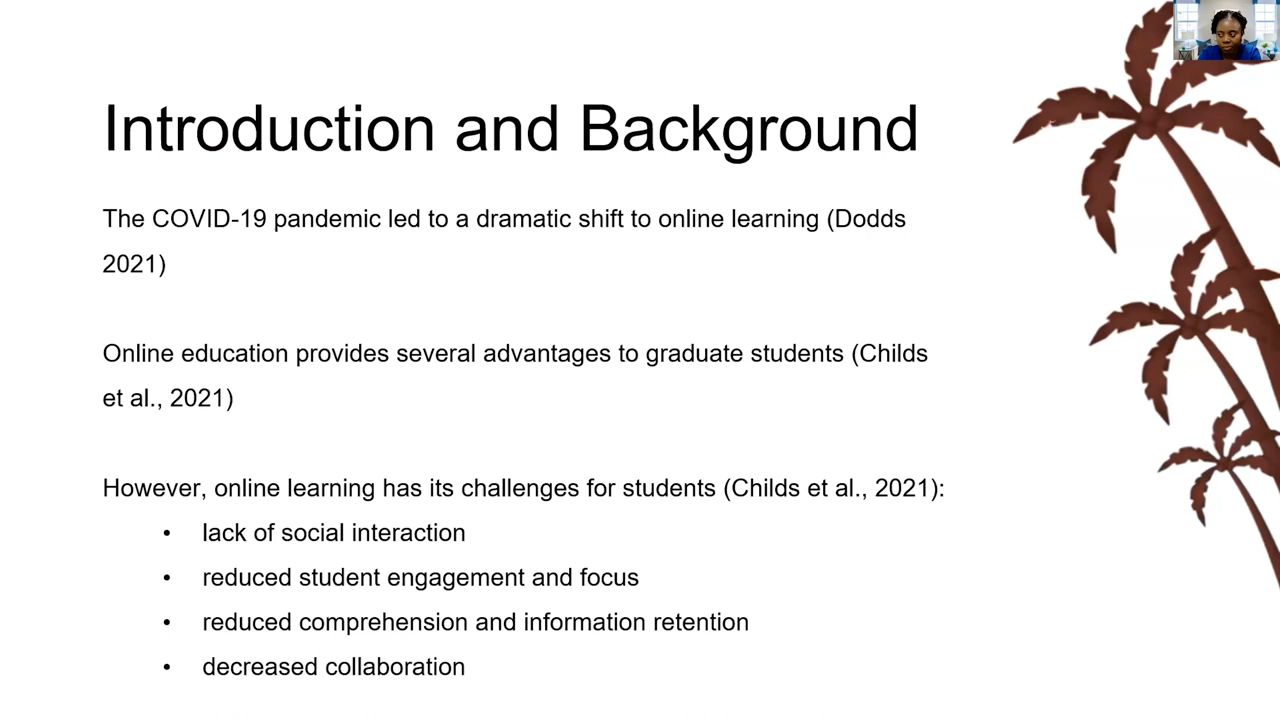 Introduction and Background
The COVID-19 pandemic led to a dramatic shift to online learning (Dodds
2021)
Online education provides several advantages to graduate students (Childs
et al., 2021)
However, online learning has its challenges for students (Childs et al., 2021):
• lack of social interaction
• reduced student engagement and focus
• reduced comprehension and information retention
• decreased collaboration